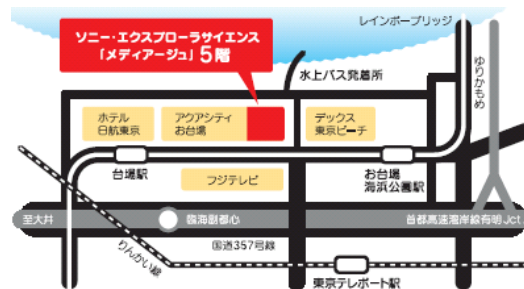 レインボーブリッジ
ソニー・エクスプローラサイエンス
「メディアージュ」5階
水上バス発着所
ゆりかもめ
ホテル
日航東京
アクアシティ
お台場
デックス
東京ビーチ
台場駅
お台場
海浜公園駅
フジテレビ
至大井
臨海副都心
首都高速湾岸線有明Jct
りんかい線
国道357号線
東京テレポート駅